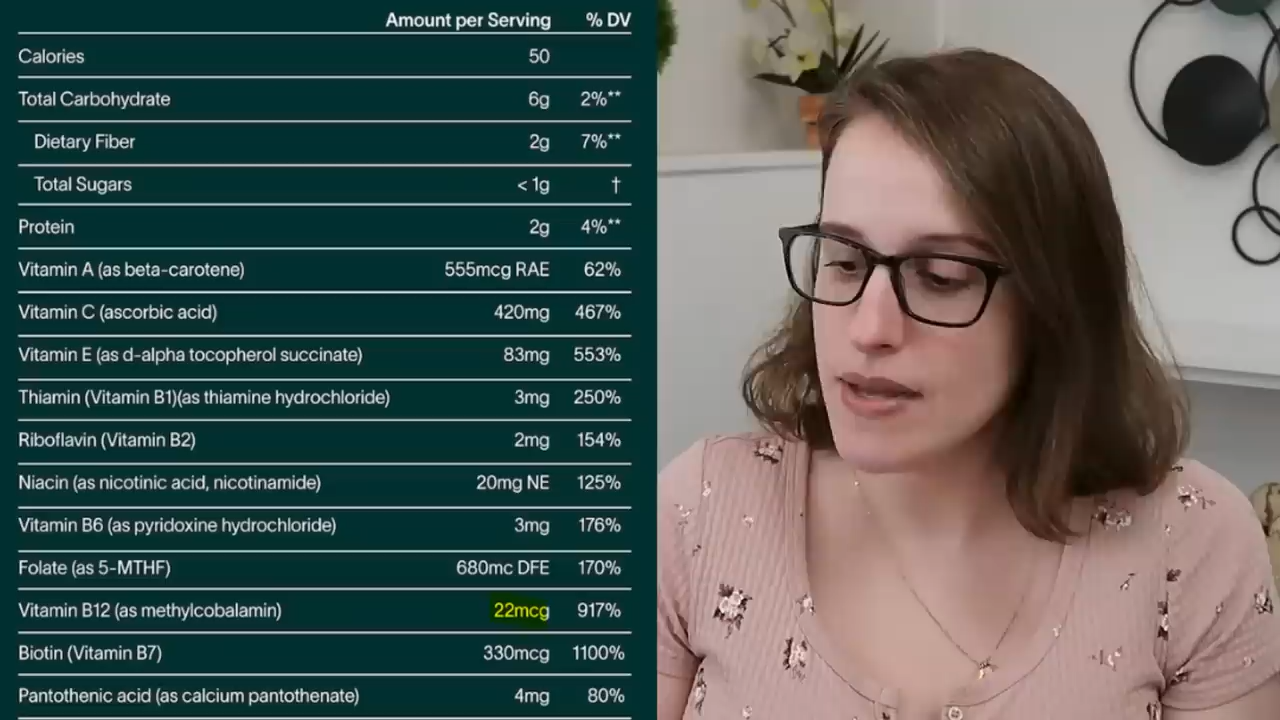 Amount per Serving % DV
Calories 50
Total Carbohydrate 6g 2%**
Dietary Fiber 2g 7%**
Total Sugars < 1g †
Protein 2g 4%**
Vitamin A (as beta-carotene) 555mcg RAE 62%
Vitamin C (ascorbic acid) 420mg 467%
Vitamin E (as d-alpha tocopherol succinate) 83mg 553%
Thiamin (Vitamin B1)(as thiamine hydrochloride) 3mg 250%
Riboflavin (Vitamin B2) 2mg 154%
Niacin (as nicotinic acid, nicotinamide) 20mg NE 125%
Vitamin B6 (as pyridoxine hydrochloride) 3mg 176%
Folate (as 5-MTHF) 680mc DFE 170%
Vitamin B12 (as methylcobalamin) 22mcg 917%
Biotin (Vitamin B7) 330mcg 1100%
Pantothenic acid (as calcium pantothenate) 4mg 80%